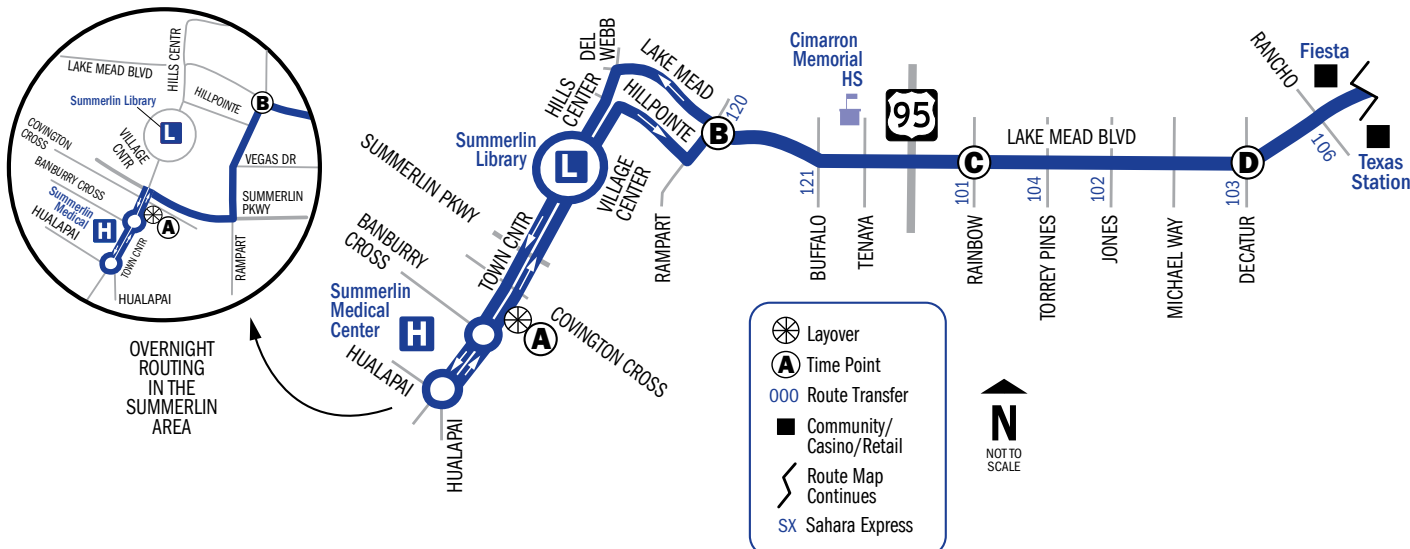 LAKE MEAD BLVD
HILLS CENTR
Summerlin Library
L
HILLPOINTE
B
COVINGTON
CROSS
VILLAGE
CNTR
BANBURY CROSS
VEGAS DR
Summerlin
Medical
H
SUMMERLIN
PKWY
HUALAPAI
A
TOWN CNTR
RAMPART
HUALAPAI
OVERNIGHT
ROUTING
IN THE
SUMMERLIN
AREA
DEL
WEBB
LAKE MEAD
HILLS
CENTER
HILLPOINTE
120
B
Summerlin
Library
L
VILLAGE
CENTER
SUMMERLIN PKWY
RAMPART
BANBURRY
CROSS
TOWN CNTR
Summerlin
Medical
Center
H
A
COVINGTON CROSS
HUALAPAI
HUALAPAI
Cimarron
Memorial
HS
95
LAKE MEAD BLVD
121
BUFFALO
TENAYA
C
101
RAINBOW
104
TORREY PINES
102
JONES
MICHAEL WAY
D
103
DECATUR
RANCHO
106
Fiesta
Texas
Station
Layover
A Time Point
000 Route Transfer
Community/
Casino/Retail
Route Map
Continues
SX Sahara Express
N
NOT TO
SCALE